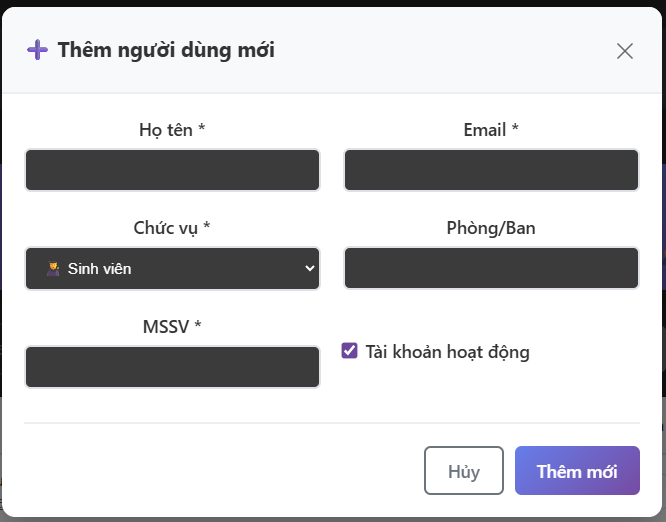 Thêm người dùng mới
Họ tên *
Email *
Chức vụ *
Phòng/Ban
Sinh viên
MSSV *
Tài khoản hoạt động
Hủy
Thêm mới